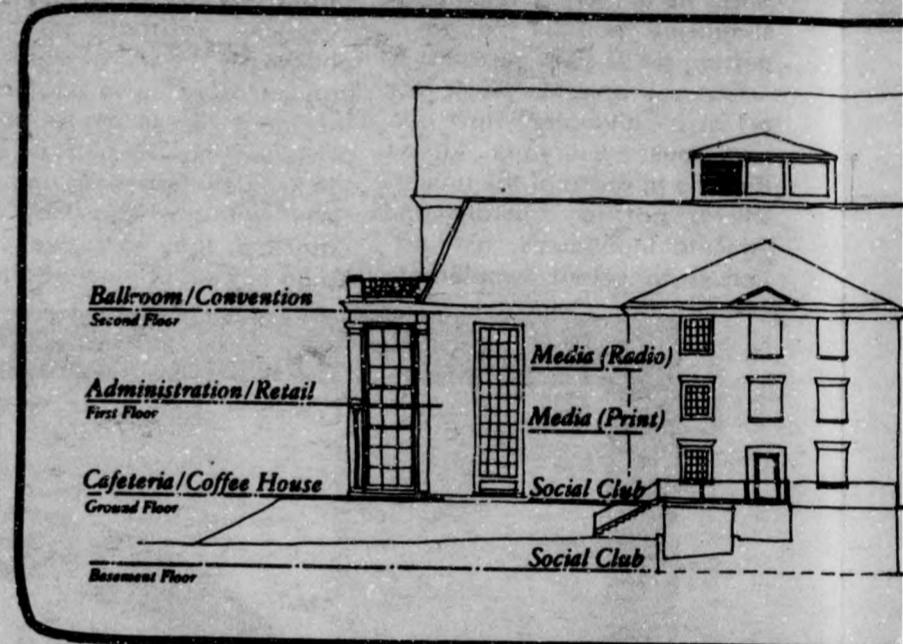 Ballroom/Convention
Second Floor
Administration/Retail
First Floor
Cafeteria/Coffee House
Ground Floor
Basement Floor
Media (Radio)
Media (Print)
Social Club
Social Club